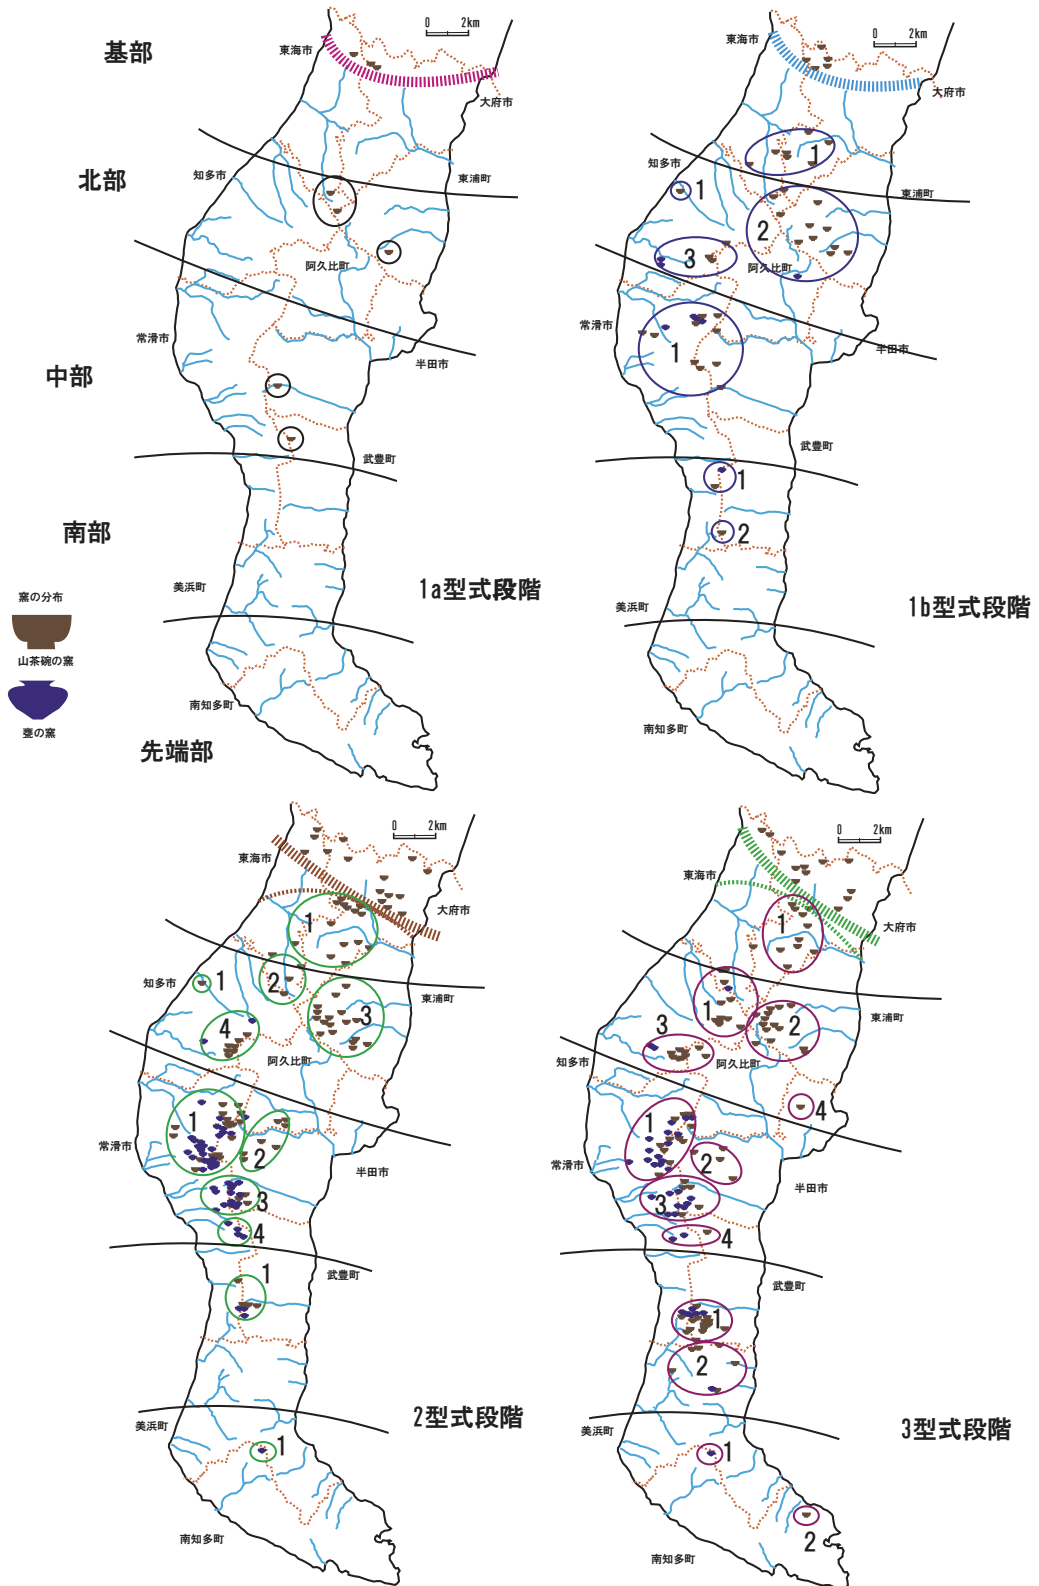 基部
東海市
0 2km
大府市
北部
知多市
東浦町
阿久比町
常滑市
半田市
中部
武豊町
南部
美浜町
1a型式段階
南知多町
先端部
窯の分布
山茶碗の窯
甕の窯
東海市
0 2km
大府市
1
知多市
1
東浦町
2
3
阿久比町
常滑市
1
半田市
武豊町
1
2
美浜町
1b型式段階
南知多町
0 2km
東海市
大府市
1
知多市
1
2
東浦町
3
4
阿久比町
常滑市
1
2
半田市
3
4
武豊町
1
美浜町
2型式段階
1
南知多町
0 2km
東海市
大府市
1
1
東浦町
2
3
知多市
阿久比町
4
1
常滑市
2
半田市
3
4
武豊町
1
2
美浜町
3型式段階
1
2
南知多町